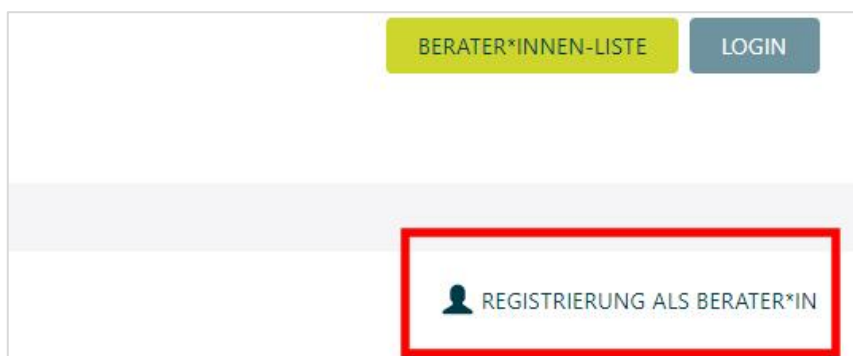 BERATER*INNEN-LISTE LOGIN
REGISTRIERUNG ALS BERATER*IN